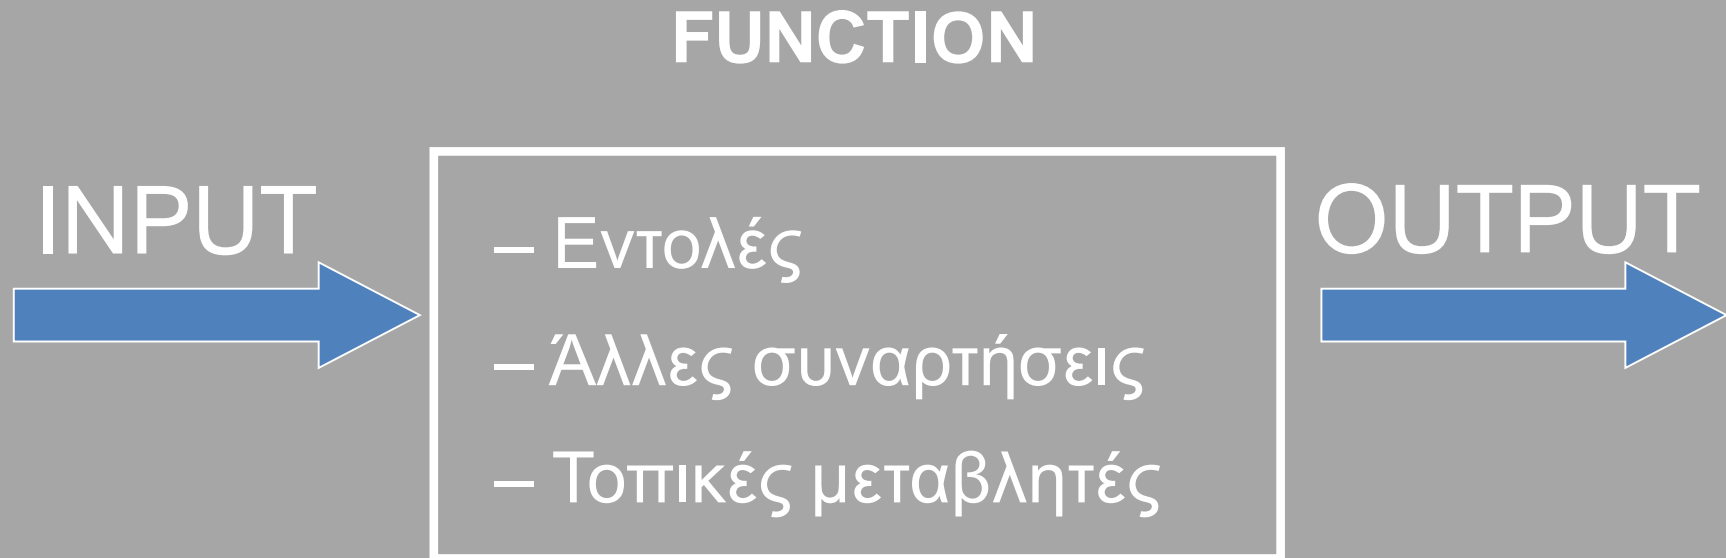 FUNCTION
INPUT
– Εντολές
– Άλλες συναρτήσεις
– Τοπικές μεταβλητές
OUTPUT